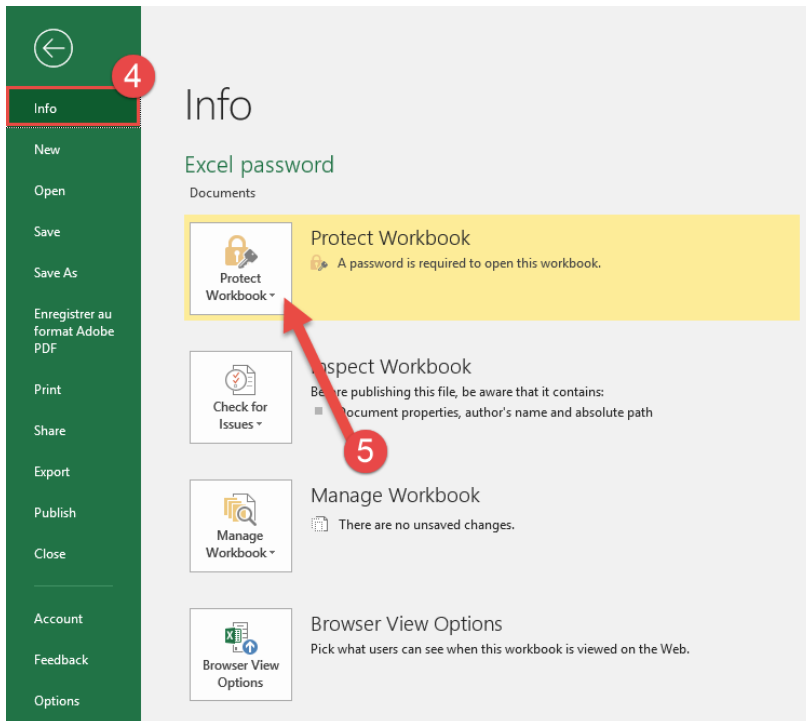 4
Info
New
Open
Save
Save As
Enregistrer au
format Adobe
PDF
Print
Share
Export
Publish
Close
Account
Feedback
Options
Info
Excel password
Documents
Protect
Workbook
Protect Workbook
A password is required to open this workbook.
Check for
Issues
Inspect Workbook
Before publishing this file, be aware that it contains:
Document properties, author's name and absolute path
5
Manage
Workbook
Manage Workbook
There are no unsaved changes.
Browser View
Options
Browser View Options
Pick what users can see when this workbook is viewed on the Web.